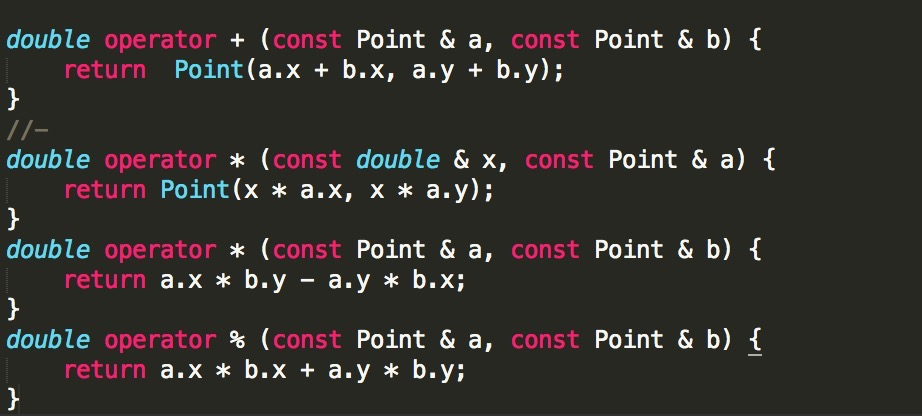 double operator + (const Point & a, const Point & b) {
    return  Point(a.x + b.x, a.y + b.y);
}
//−
double operator * (const double & x, const Point & a) {
    return Point(x * a.x, x * a.y);
}
double operator * (const Point & a, const Point & b) {
    return a.x * b.y − a.y * b.x;
}
double operator % (const Point & a, const Point & b) {
    return a.x * b.x + a.y * b.y;
}